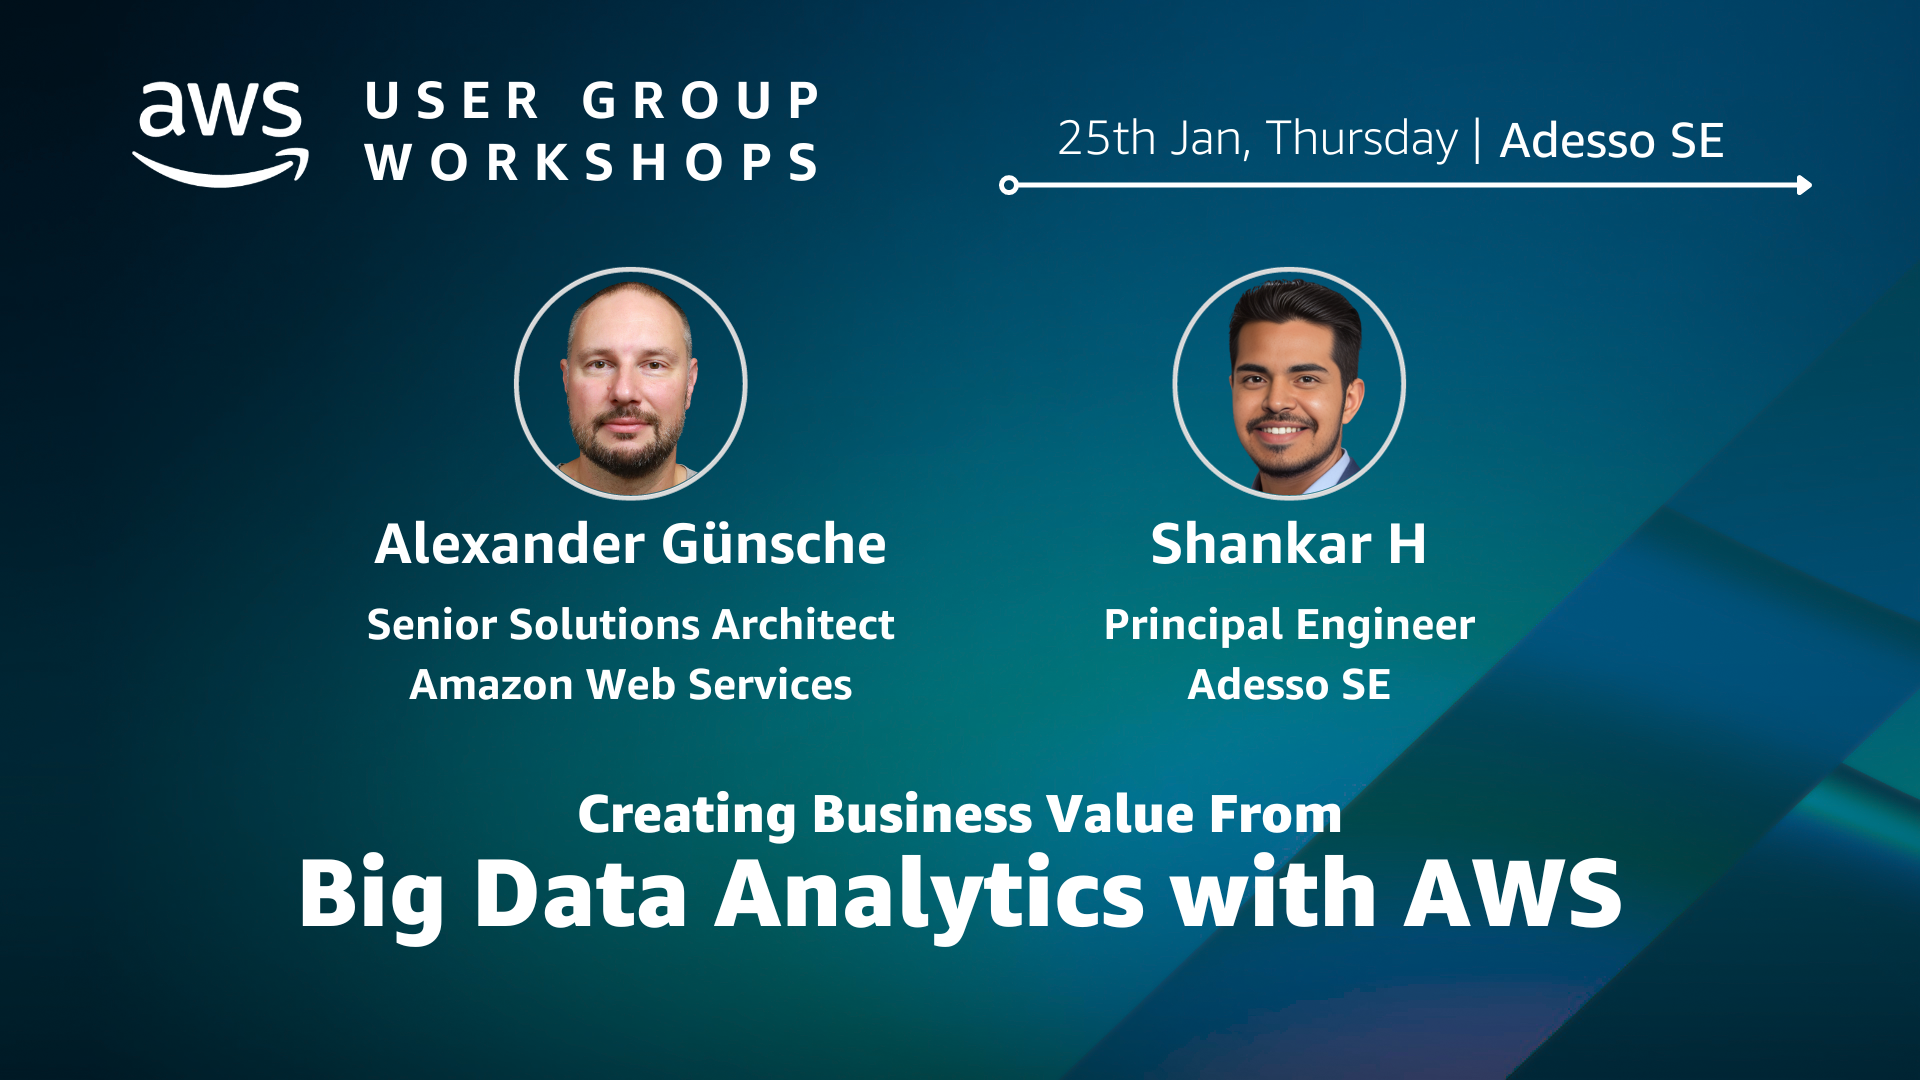 aws
USER GROUP
WORKSHOPS
25th Jan, Thursday | Adesso SE
Alexander Günsche
Senior Solutions Architect
Amazon Web Services
Shankar H
Principal Engineer
Adesso SE
Creating Business Value From
Big Data Analytics with AWS